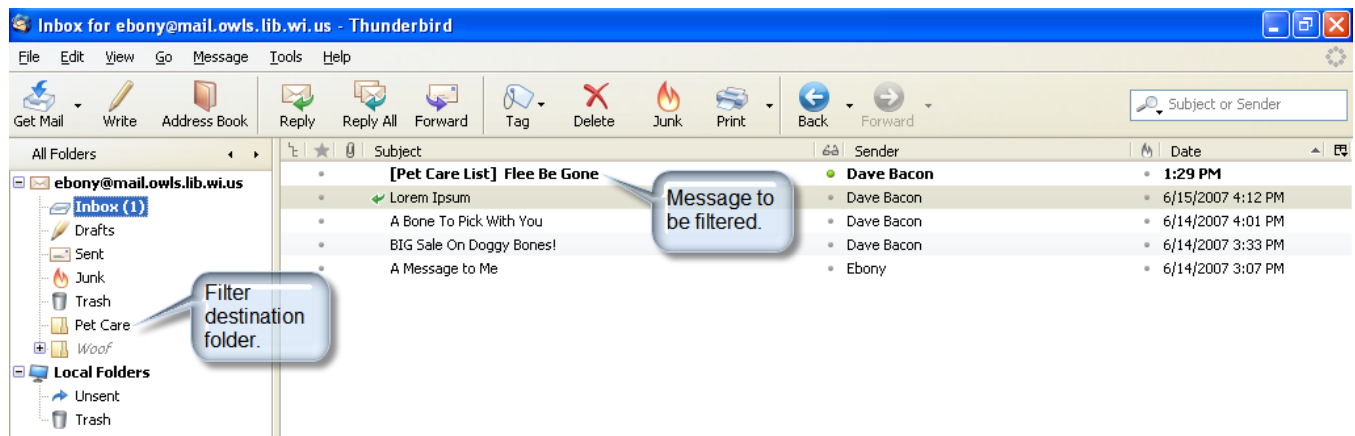 Inbox for ebony@mail.owls.lib.wi.us - Thunderbird
File Edit View Go Message Tools Help
Get Mail Write Address Book Reply Reply All Forward Tag Delete Junk Print Back Forward Subject or Sender
All Folders Subject Sender Date
ebony@mail.owls.lib.wi.us
Inbox (1)
Drafts
Sent
Junk
Trash
Pet Care
Woof
Local Folders
Unsent
Trash
[Pet Care List] Flee Be Gone Dave Bacon 1:29 PM
Lorem Ipsum Dave Bacon 6/15/2007 4:12 PM
A Bone To Pick With You Dave Bacon 6/14/2007 4:01 PM
BIG Sale On Doggy Bones! Dave Bacon 6/14/2007 3:33 PM
A Message to Me Ebony 6/14/2007 3:07 PM
Message to
be filtered.
Filter
destination
folder.